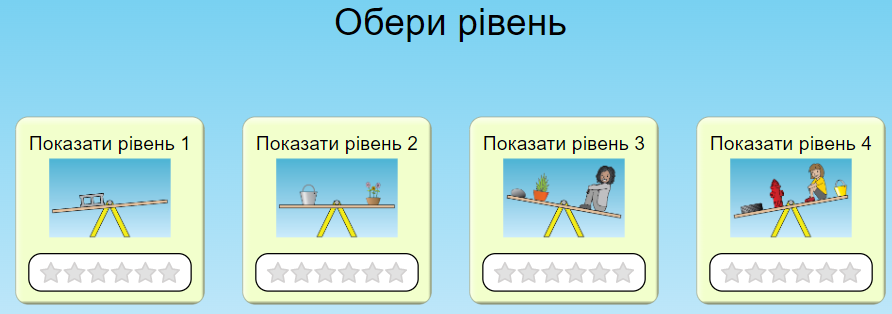 Обери рівень
Показати рівень 1
Показати рівень 2
Показати рівень 3
Показати рівень 4